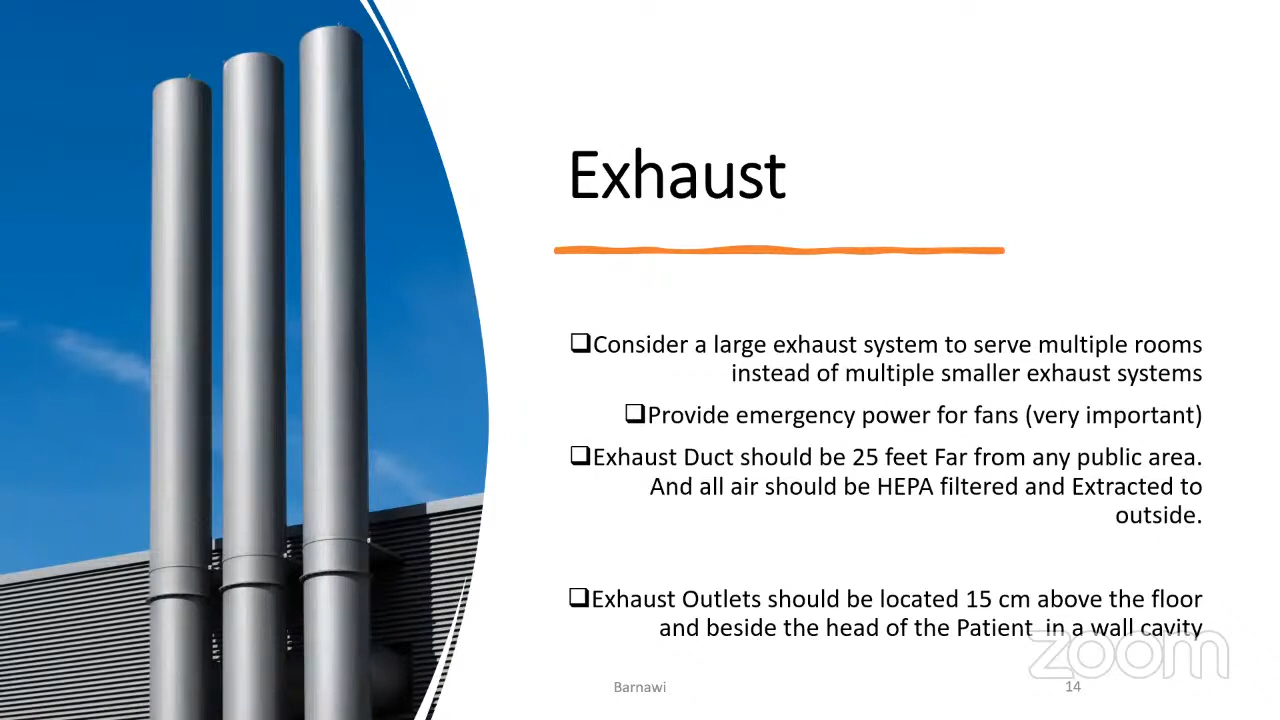 Exhaust
❑Consider a large exhaust system to serve multiple rooms
instead of multiple smaller exhaust systems
❑Provide emergency power for fans (very important)
❑Exhaust Duct should be 25 feet Far from any public area.
And all air should be HEPA filtered and Extracted to
outside.
❑Exhaust Outlets should be located 15 cm above the floor
and beside the head of the Patient in a wall cavity
zoom
Barnawi
14